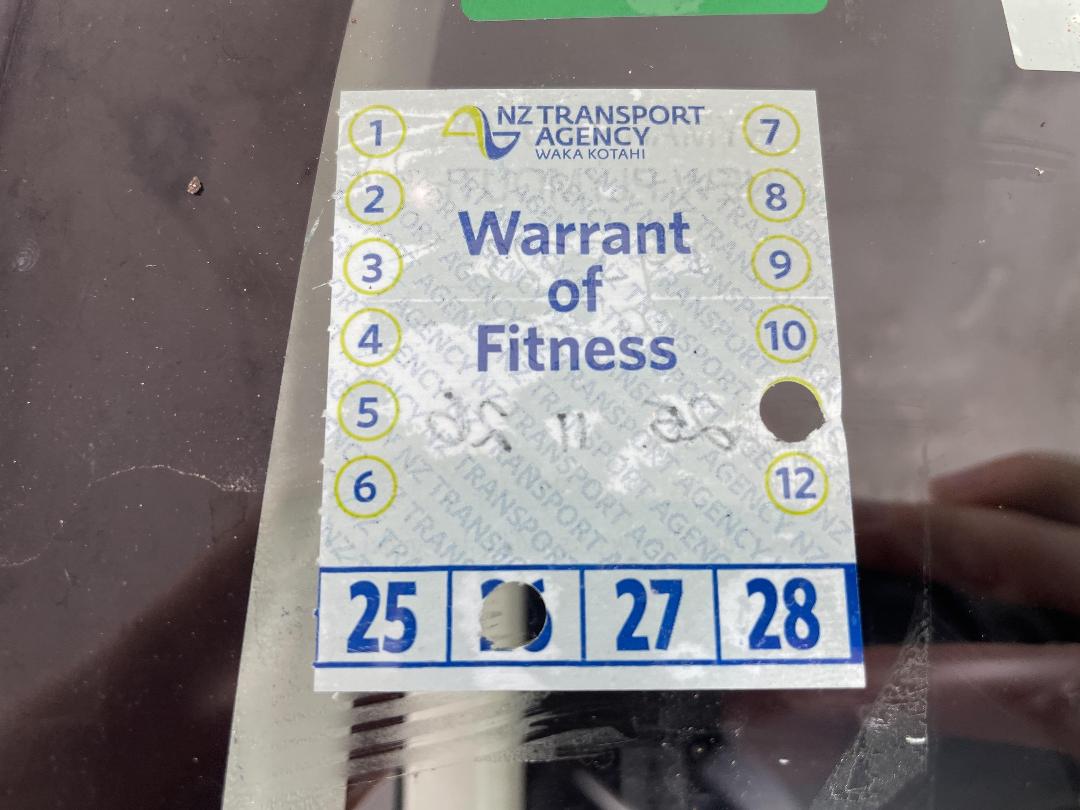 NZ TRANSPORT
AGENCY
WAKA KOTAHI
Warrant
of
Fitness
1
2
3
4
5
6
7
8
9
10
12
25 27 28